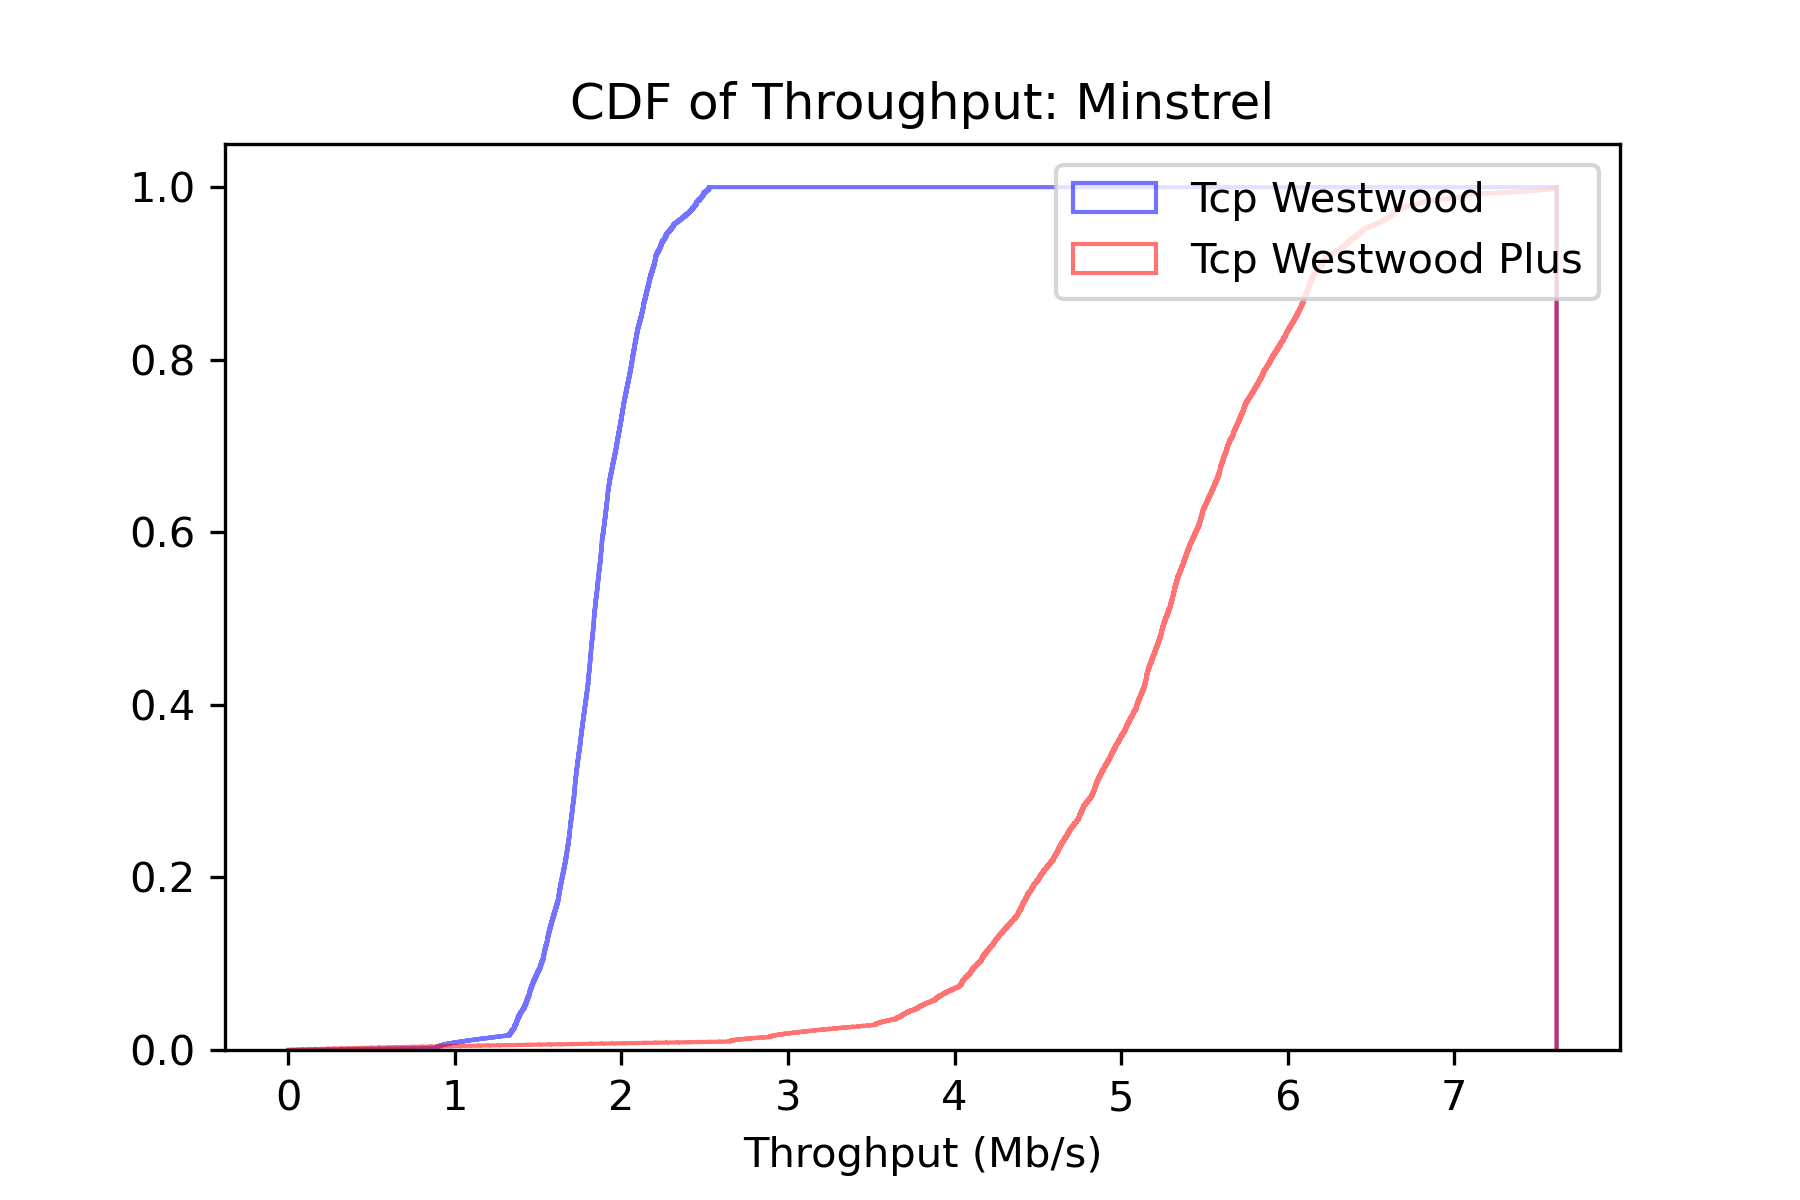 CDF of Throughput: Minstrel
1.0
0.8
0.6
0.4
0.2
0.0
Tcp Westwood
Tcp Westwood Plus
0 1 2 3 4 5 6 7
Throghput (Mb/s)